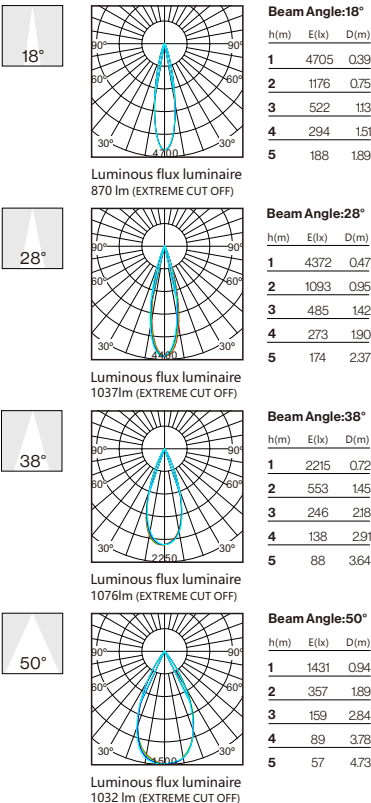 18°
90°
90°
60°
60°
30°
30°
4700
Luminous flux luminaire
870 lm (EXTREME CUT OFF)
Beam Angle:18°
h(m) E(lx) D(m)
1 4705 0.39
2 1176 0.75
3 522 1.13
4 294 1.51
5 188 1.89
28°
90°
90°
60°
60°
30°
30°
4400
Luminous flux luminaire
1037lm (EXTREME CUT OFF)
Beam Angle:28°
h(m) E(lx) D(m)
1 4372 0.47
2 1093 0.95
3 485 1.42
4 273 1.90
5 174 2.37
38°
90°
90°
60°
60°
30°
30°
2250
Luminous flux luminaire
1076lm (EXTREME CUT OFF)
Beam Angle:38°
h(m) E(lx) D(m)
1 2215 0.72
2 553 1.45
3 246 2.18
4 138 2.91
5 88 3.64
50°
90°
90°
60°
60°
30°
30°
1500
Luminous flux luminaire
1032 lm (EXTREME CUT OFF)
Beam Angle:50°
h(m) E(lx) D(m)
1 1431 0.94
2 357 1.89
3 159 2.84
4 89 3.78
5 57 4.73